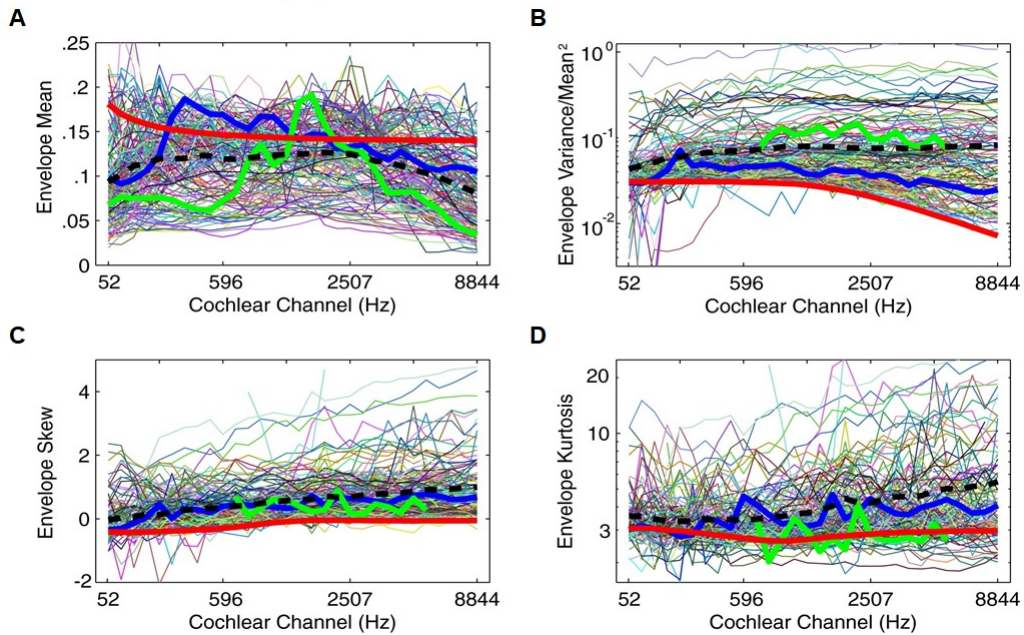 A
B
.25
.2
.15
.1
.05
0
Envelope Mean
52 596 2507 8844
Cochlear Channel (Hz)
10⁰
10⁻¹
10⁻²
Envelope Variance/Mean²
52 596 2507 8844
Cochlear Channel (Hz)
C
D
4
2
0
-2
Envelope Skew
52 596 2507 8844
Cochlear Channel (Hz)
20
10
3
Envelope Kurtosis
52 596 2507 8844
Cochlear Channel (Hz)